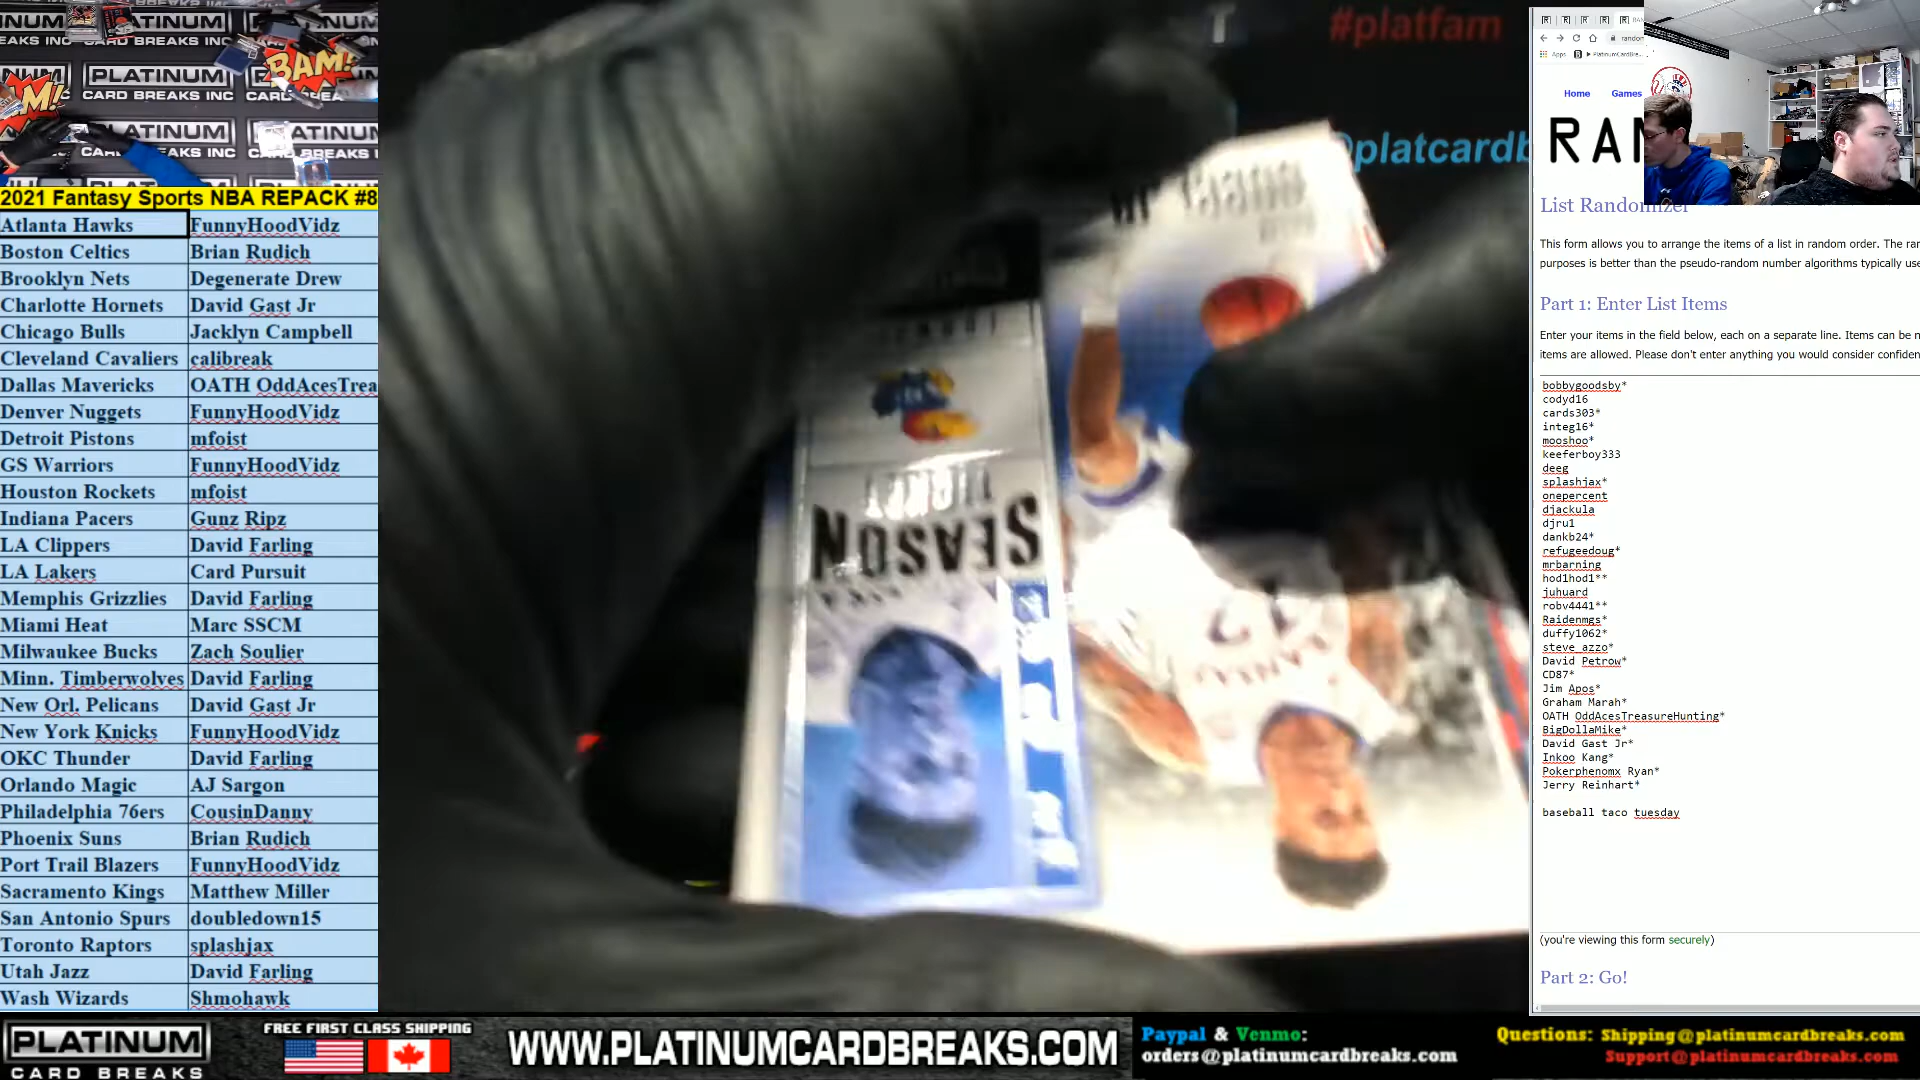 PLATINUM
CARD BREAKS INC
BAM!
#platfam
@platcardb
2021 Fantasy Sports NBA REPACK #8
Atlanta Hawks FunnyHoodVidz
Boston Celtics Brian Rudich
Brooklyn Nets Degenerate Drew
Charlotte Hornets David Gast Jr
Chicago Bulls Jacklyn Campbell
Cleveland Cavaliers calibreak
Dallas Mavericks OATH OddAcesTrea
Denver Nuggets FunnyHoodVidz
Detroit Pistons mfoist
GS Warriors FunnyHoodVidz
Houston Rockets mfoist
Indiana Pacers Gunz Ripz
LA Clippers David Farling
LA Lakers Card Pursuit
Memphis Grizzlies David Farling
Miami Heat Marc SSCM
Milwaukee Bucks Zach Soulier
Minn. Timberwolves David Farling
New Orl. Pelicans David Gast Jr
New York Knicks FunnyHoodVidz
OKC Thunder David Farling
Orlando Magic AJ Sargon
Philadelphia 76ers CousinDanny
Phoenix Suns Brian Rudich
Port Trail Blazers FunnyHoodVidz
Sacramento Kings Matthew Miller
San Antonio Spurs doubledown15
Toronto Raptors splashjax
Utah Jazz David Farling
Wash Wizards Shmohawk
TICKET
SEASON
Apps PlatinumCardBre...
Home Games
RAN
List Randomizer
This form allows you to arrange the items of a list in random order. The ran
purposes is better than the pseudo-random number algorithms typically use
Part 1: Enter List Items
Enter your items in the field below, each on a separate line. Items can be n
items are allowed. Please don't enter anything you would consider confiden
bobbygoodsby*
codyd16
cards303*
integ16*
mooshoo*
keeferboy333
deeg
splashjax*
onepercent
djackula
djru1
dankb24*
refugeedoug*
mrbarning
hod1hod1**
juhuard
robv4441**
Raidenmgs*
duffy1062*
steve_azzo*
David Petrow*
CD87*
Jim Apos*
Graham Marah*
OATH OddAcesTreasureHunting*
BigDollaMike*
David Gast Jr*
Inkoo Kang*
Pokerphenomx Ryan*
Jerry Reinhart*
baseball taco tuesday
(you're viewing this form securely)
Part 2: Go!
PLATINUM
CARD BREAKS
FREE FIRST CLASS SHIPPING
WWW.PLATINUMCARDBREAKS.COM
Paypal & Venmo:
orders@platinumcardbreaks.com
Questions: Shipping@platinumcardbreaks.com
Support@platinumcardbreaks.com